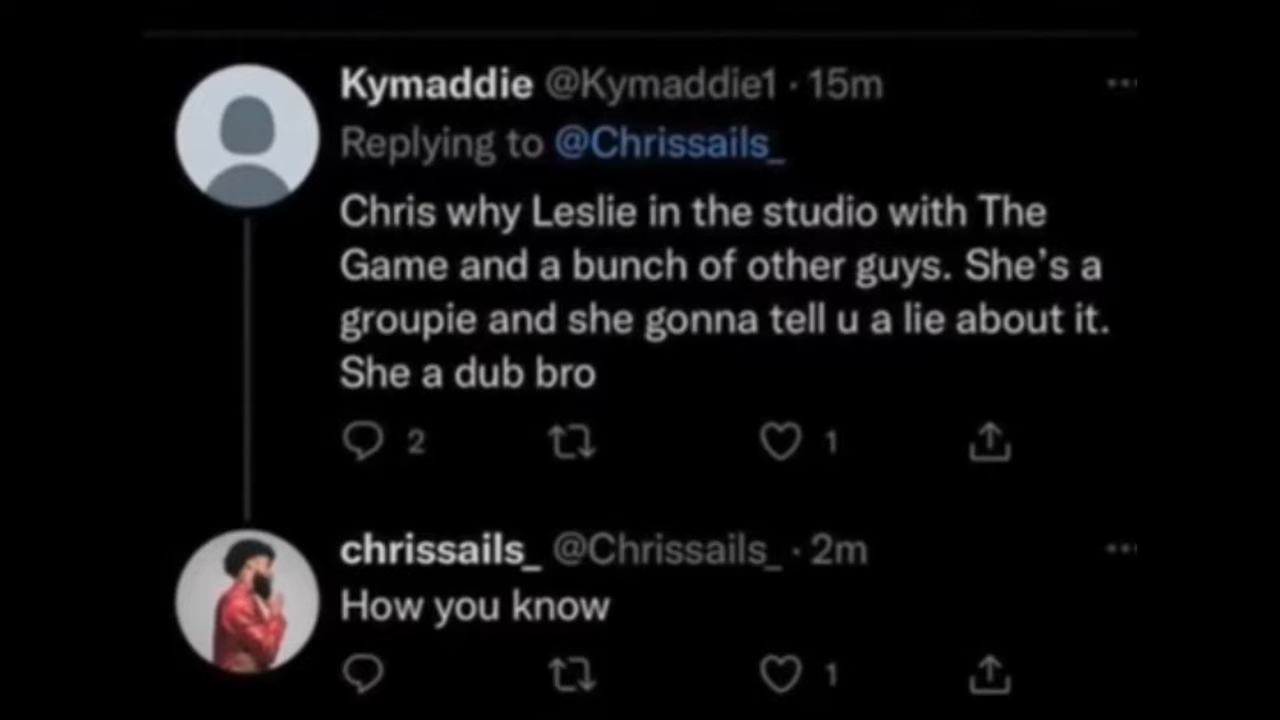 Kymaddie @Kymaddie1 · 15m
Replying to @Chrissails_
Chris why Leslie in the studio with The
Game and a bunch of other guys. She’s a
groupie and she gonna tell u a lie about it.
She a dub bro
2 1
chrissails_ @Chrissails_ · 2m
How you know
1